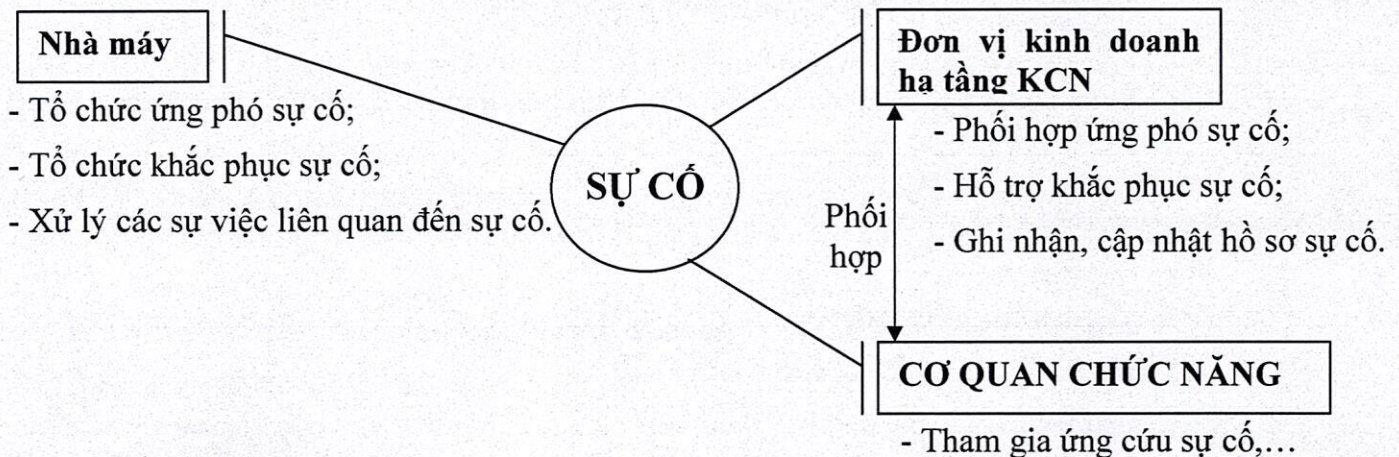 Nhà máy
- Tổ chức ứng phó sự cố;
- Tổ chức khắc phục sự cố;
- Xử lý các sự việc liên quan đến sự cố.
SỰ CỐ
Đơn vị kinh doanh
hạ tầng KCN
- Phối hợp ứng phó sự cố;
- Hỗ trợ khắc phục sự cố;
- Ghi nhận, cập nhật hồ sơ sự cố.
Phối
hợp
CƠ QUAN CHỨC NĂNG
- Tham gia ứng cứu sự cố,...